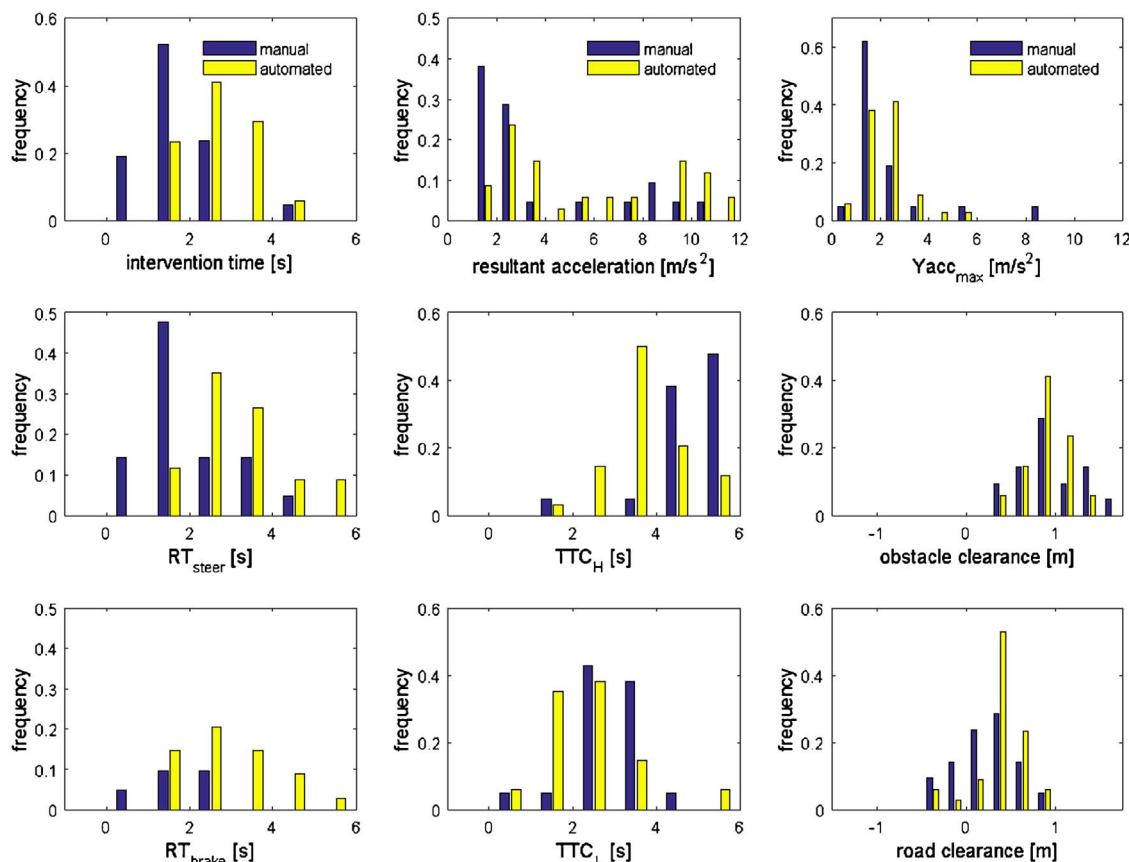 0.6
0.4
0.2
0
frequency
manual
automated
0 2 4 6
intervention time [s]
0.5
0.4
0.3
0.2
0.1
0
frequency
manual
automated
0 2 4 6 8 10 12
resultant acceleration [m/s²]
0.6
0.4
0.2
0
frequency
manual
automated
0 2 4 6 8 10 12
Yacc_max [m/s²]
0.5
0.4
0.3
0.2
0.1
0
frequency
0 2 4 6
RT_steer [s]
0.6
0.4
0.2
0
frequency
0 2 4 6
TTC_H [s]
0.6
0.4
0.2
0
frequency
-1 0 1
obstacle clearance [m]
0.5
0.4
0.3
0.2
0.1
0
frequency
0 2 4 6
RT_brake [s]
0.6
0.4
0.2
0
frequency
0 2 4 6
TTC [s]
0.6
0.4
0.2
0
frequency
-1 0 1
road clearance [m]